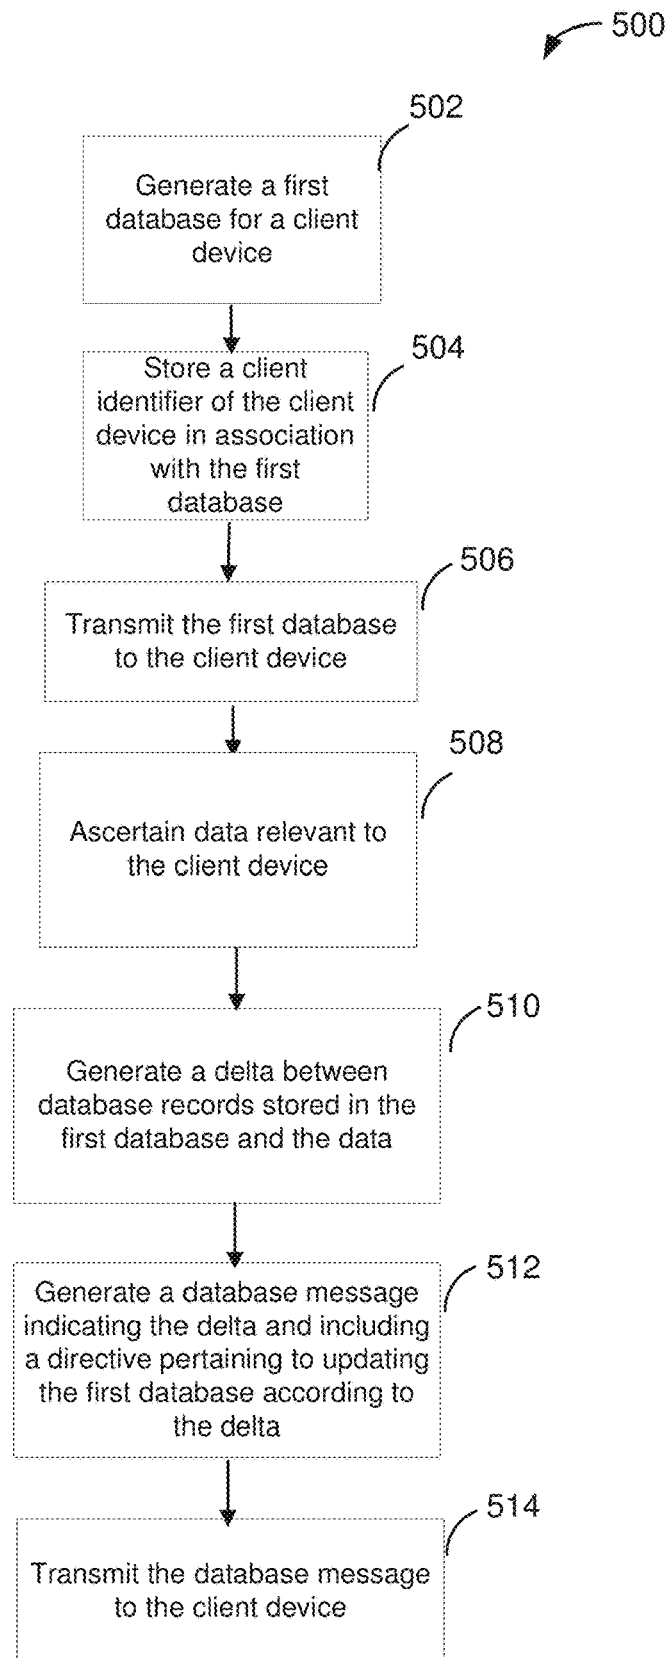 500
502
Generate a first
database for a client
device
504
Store a client
identifier of the client
device in association
with the first
database
506
Transmit the first database
to the client device
508
Ascertain data relevant to
the client device
510
Generate a delta between
database records stored in the
first database and the data
512
Generate a database message
indicating the delta and including
a directive pertaining to updating
the first database according to
the delta
514
Transmit the database message
to the client device